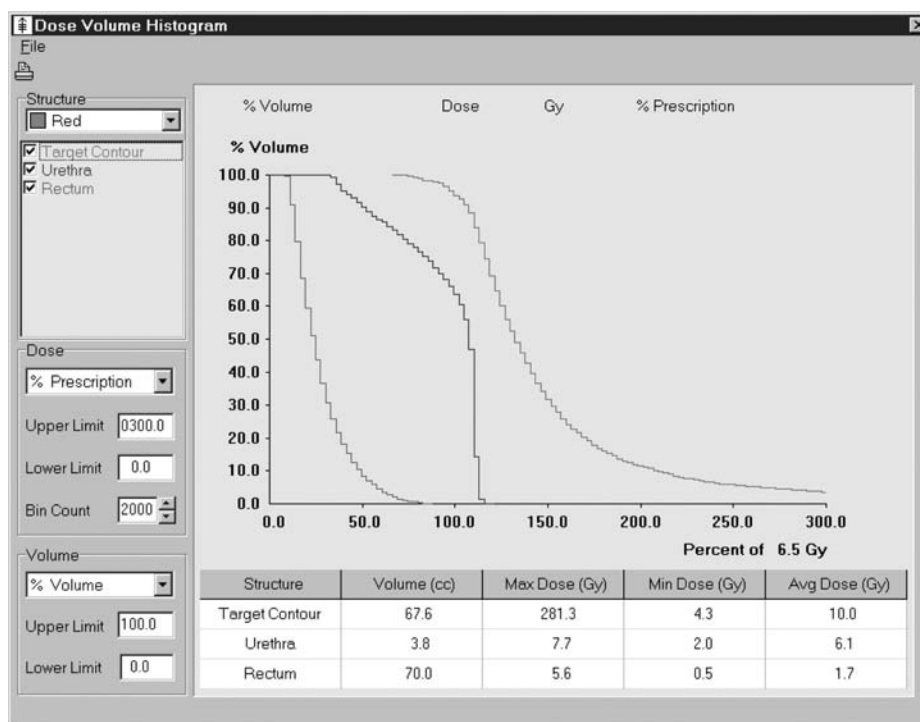 Dose Volume Histogram
File
Structure
Red
Target Contour
Urethra
Rectum
Dose
% Prescription
Upper Limit 0300.0
Lower Limit 0.0
Bin Count 2000
Volume
% Volume
Upper Limit 100.0
Lower Limit 0.0
% Volume Dose Gy % Prescription
% Volume
100.0
90.0
80.0
70.0
60.0
50.0
40.0
30.0
20.0
10.0
0.0
0.0 50.0 100.0 150.0 200.0 250.0 300.0
Percent of 6.5 Gy
Structure Volume (cc) Max Dose (Gy) Min Dose (Gy) Avg Dose (Gy)
Target Contour 67.6 281.3 4.3 10.0
Urethra 3.8 7.7 2.0 6.1
Rectum 70.0 5.6 0.5 1.7